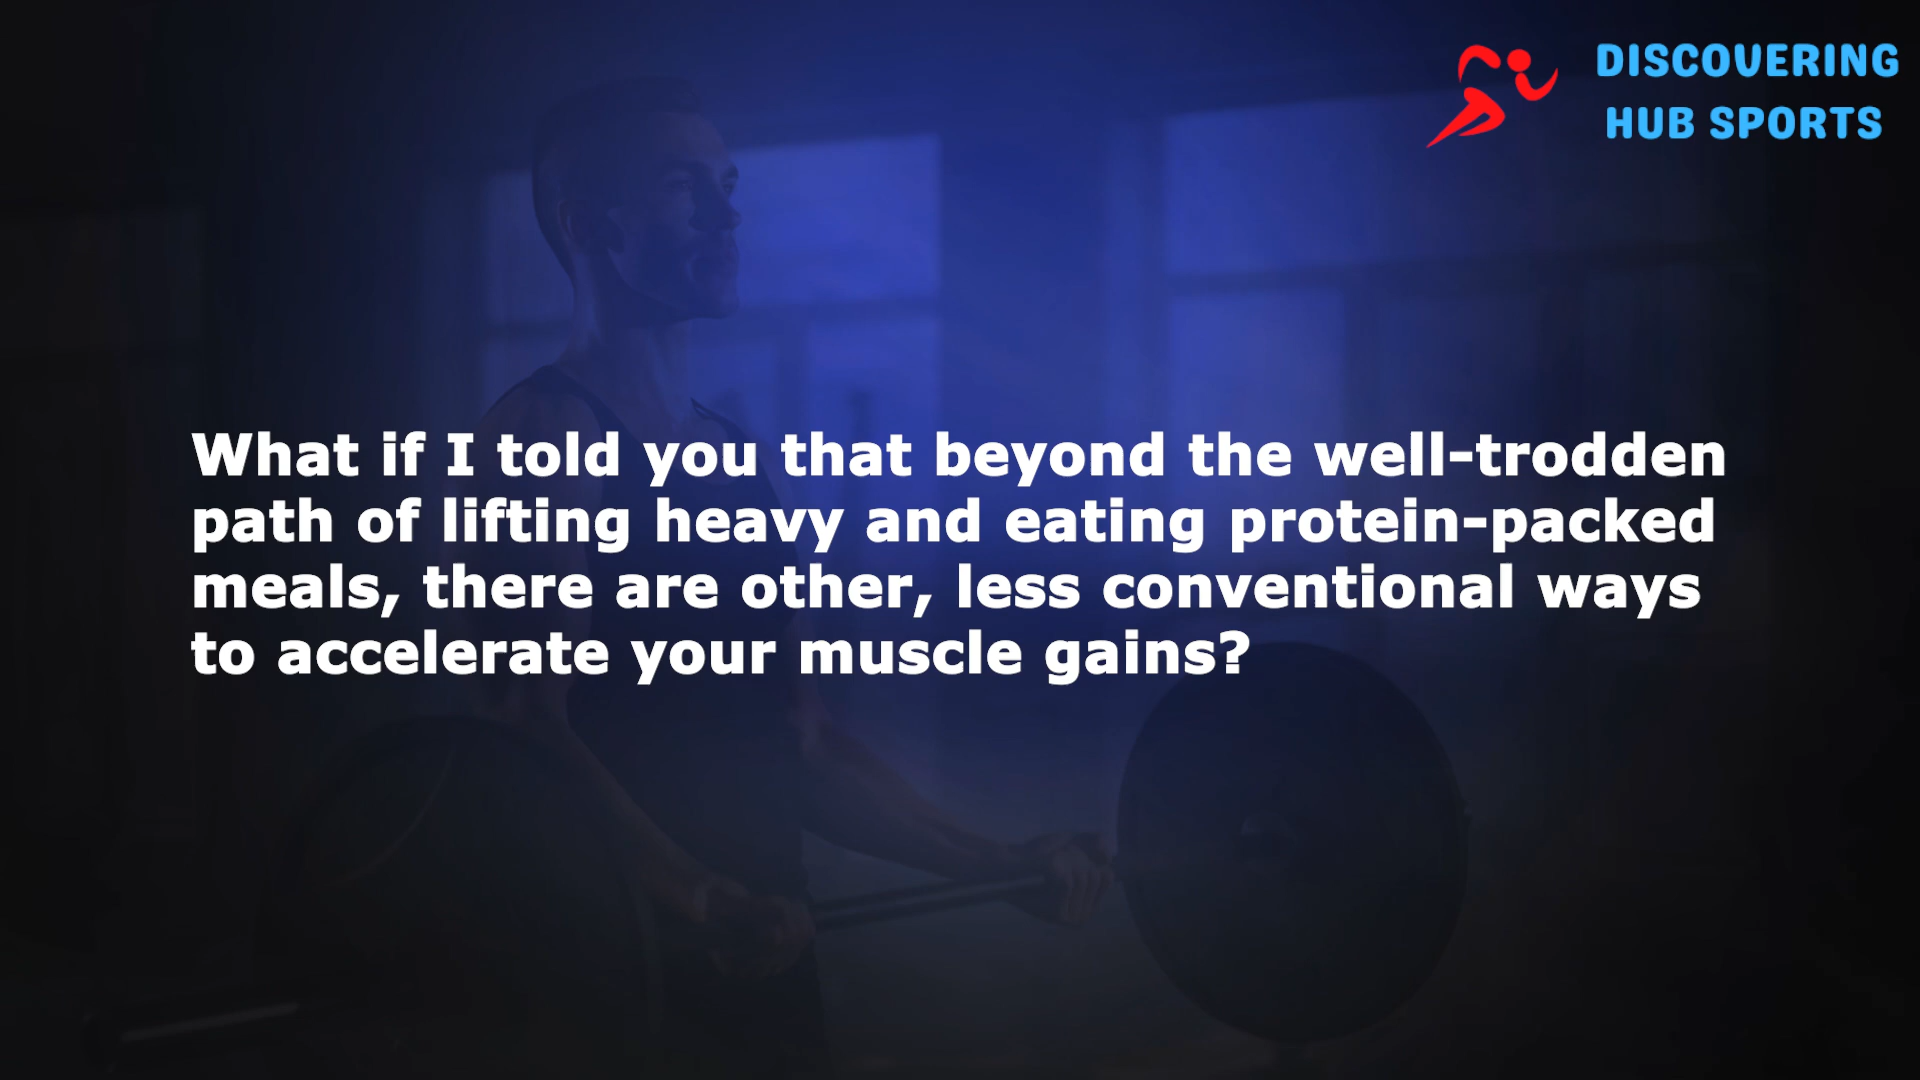 DISCOVERING
HUB SPORTS
What if I told you that beyond the well-trodden
path of lifting heavy and eating protein-packed
meals, there are other, less conventional ways
to accelerate your muscle gains?